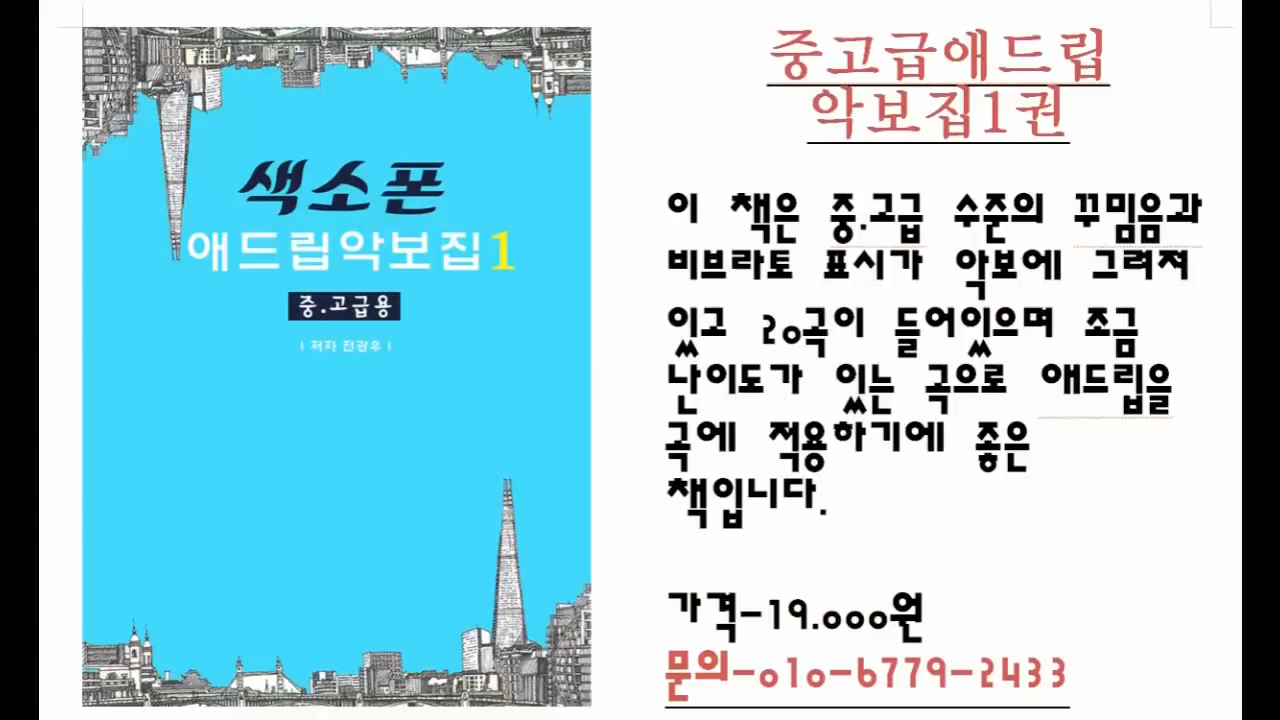 색소폰
애드립악보집1
중.고급용
| 저자 전광우 |
중고급애드립
악보집1권
이 책은 중.고급 수준의 꾸밈음과
비브라토 표시가 악보에 그려져
있고 20곡이 들어있으며 조금
난이도가 있는 곡으로 애드립을
곡에 적용하기에 좋은
책입니다.
가격-19.000원
문의-010-6779-2433